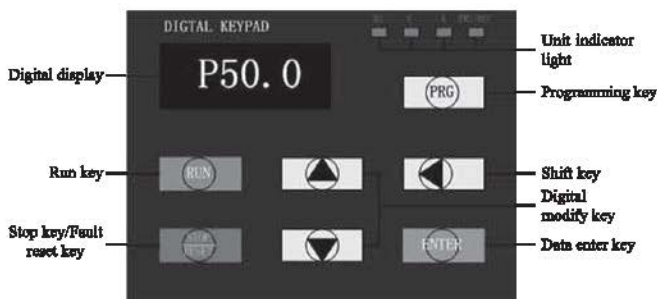 DIGTAL KEYPAD
Unit indicator
light
Digital display
P50.0
PRG
Programming key
Run key
RUN
Shift key
Digital
modify key
Stop key/Fault
reset key
ENTER
Data enter key